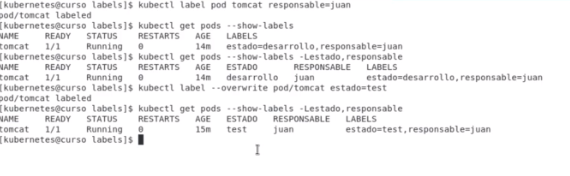 [kubernetes@curso labels]$ kubectl label pod tomcat responsable=juan
pod/tomcat labeled
[kubernetes@curso labels]$ kubectl get pods --show-labels
NAME READY STATUS RESTARTS AGE LABELS
tomcat 1/1 Running 0 14m estado=desarrollo,responsable=juan
[kubernetes@curso labels]$ kubectl get pods --show-labels -Lestado,responsable
NAME READY STATUS RESTARTS AGE ESTADO RESPONSABLE LABELS
tomcat 1/1 Running 0 14m desarrollo juan estado=desarrollo,responsable=juan
[kubernetes@curso labels]$ kubectl label --overwrite pod/tomcat estado=test
pod/tomcat labeled
[kubernetes@curso labels]$ kubectl get pods --show-labels -Lestado,responsable
NAME READY STATUS RESTARTS AGE ESTADO RESPONSABLE LABELS
tomcat 1/1 Running 0 15m test juan estado=test,responsable=juan
[kubernetes@curso labels]$